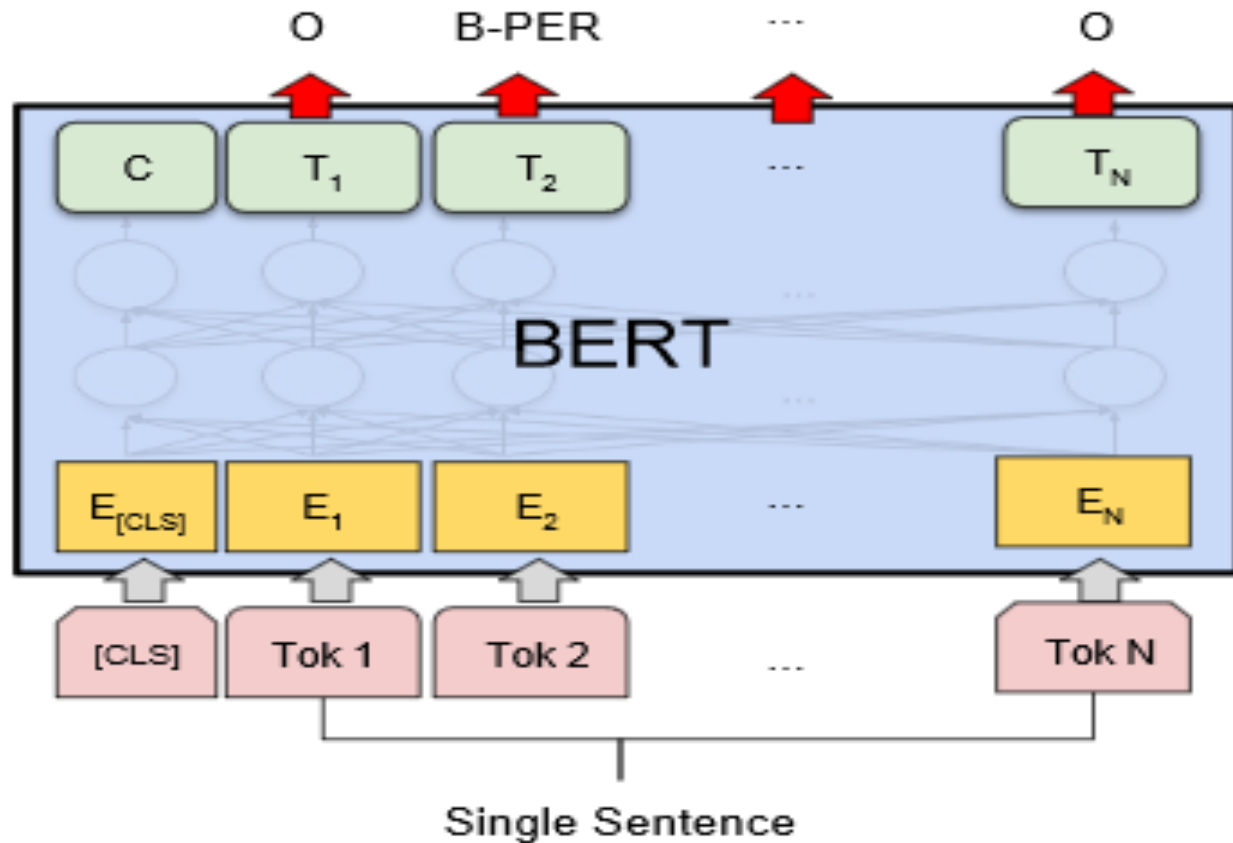 O B-PER ... O
C T1 T2 ... TN
...
BERT
...
E[CLS] E1 E2 ... EN
[CLS] Tok 1 Tok 2 ... Tok N
Single Sentence